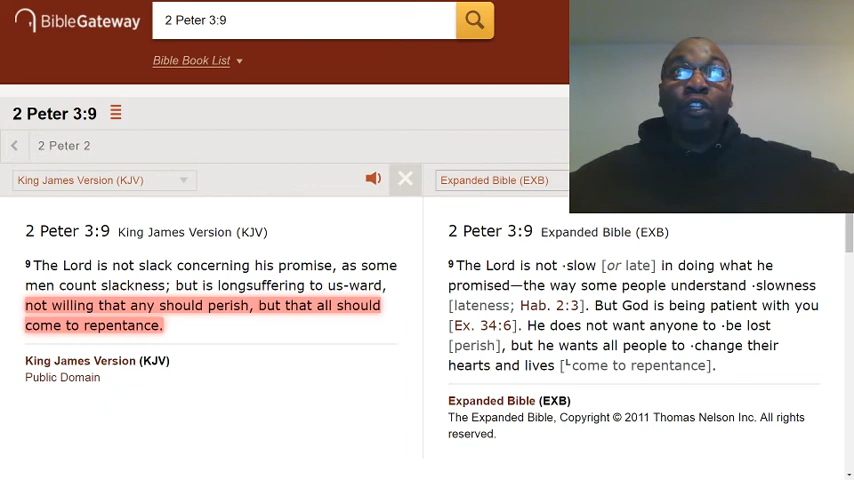 BibleGateway
2 Peter 3:9
Bible Book List
2 Peter 3:9
2 Peter 2
King James Version (KJV)
Expanded Bible (EXB)
2 Peter 3:9 King James Version (KJV)
9 The Lord is not slack concerning his promise, as some
men count slackness; but is longsuffering to us-ward,
not willing that any should perish, but that all should
come to repentance.
King James Version (KJV)
Public Domain
2 Peter 3:9 Expanded Bible (EXB)
9 The Lord is not ·slow [or late] in doing what he
promised—the way some people understand ·slowness
[lateness; Hab. 2:3]. But God is being patient with you
[Ex. 34:6]. He does not want anyone to ·be lost
[perish], but he wants all people to ·change their
hearts and lives [ᴸcome to repentance].
Expanded Bible (EXB)
The Expanded Bible, Copyright © 2011 Thomas Nelson Inc. All rights
reserved.